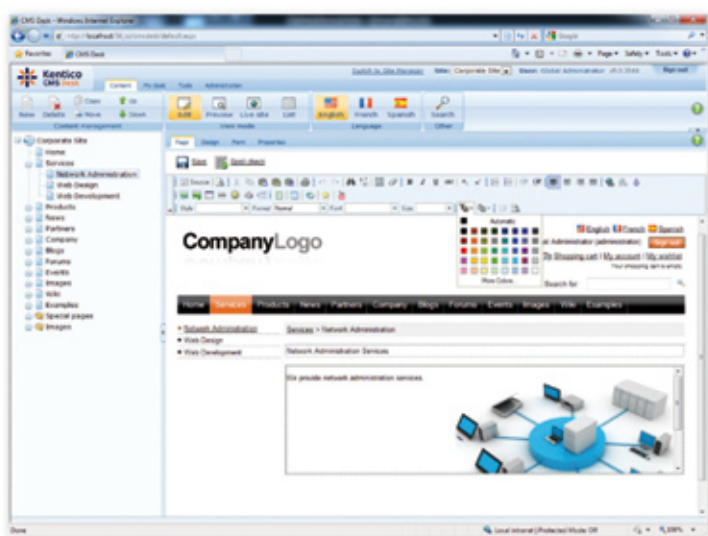 CMS Desk - Windows Internet Explorer
Google
Favorites CMS Desk
Page Safety Tools
Kentico
CMS Desk
Content My desk Tools Administration
Switch to Site Manager Site: Corporate Site User: Global Administrator Sign out
New Delete Copy Move Up Down
Edit Preview Live site List
English French Spanish
Search
Content management View mode Language Other
Corporate Site
Home
Services
Network Administration
Web Design
Web Development
Products
News
Partners
Company
Blogs
Forums
Events
Images
Wiki
Examples
Special pages
Images
Page Design Form Properties
Save Spell check
Source
Style Format Normal Font Size
Automatic
More Colors...
CompanyLogo
English French Spanish
Administrator (administrator) Sign out
Shopping cart | My account | My wishlist
Your shopping cart is empty
Search for:
Home Services Products News Partners Company Blogs Forums Events Images Wiki Examples
Network Administration
Web Design
Web Development
Services > Network Administration
Network Administration Services
We provide network administration services.
Done
Local intranet | Protected Mode: Off